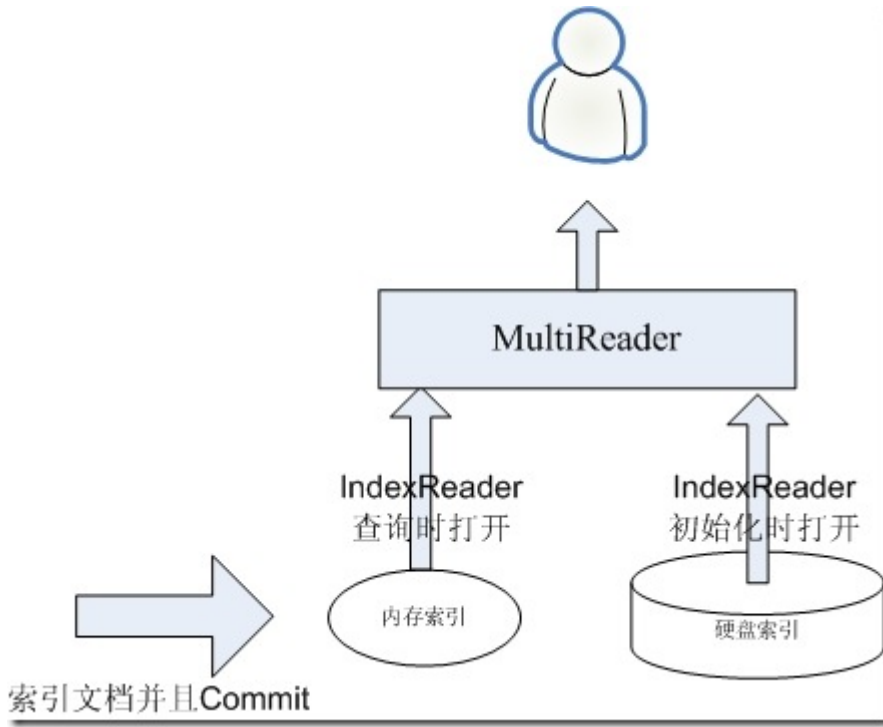 MultiReader
IndexReader
查询时打开
IndexReader
初始化时打开
内存索引
硬盘索引
索引文档并且Commit